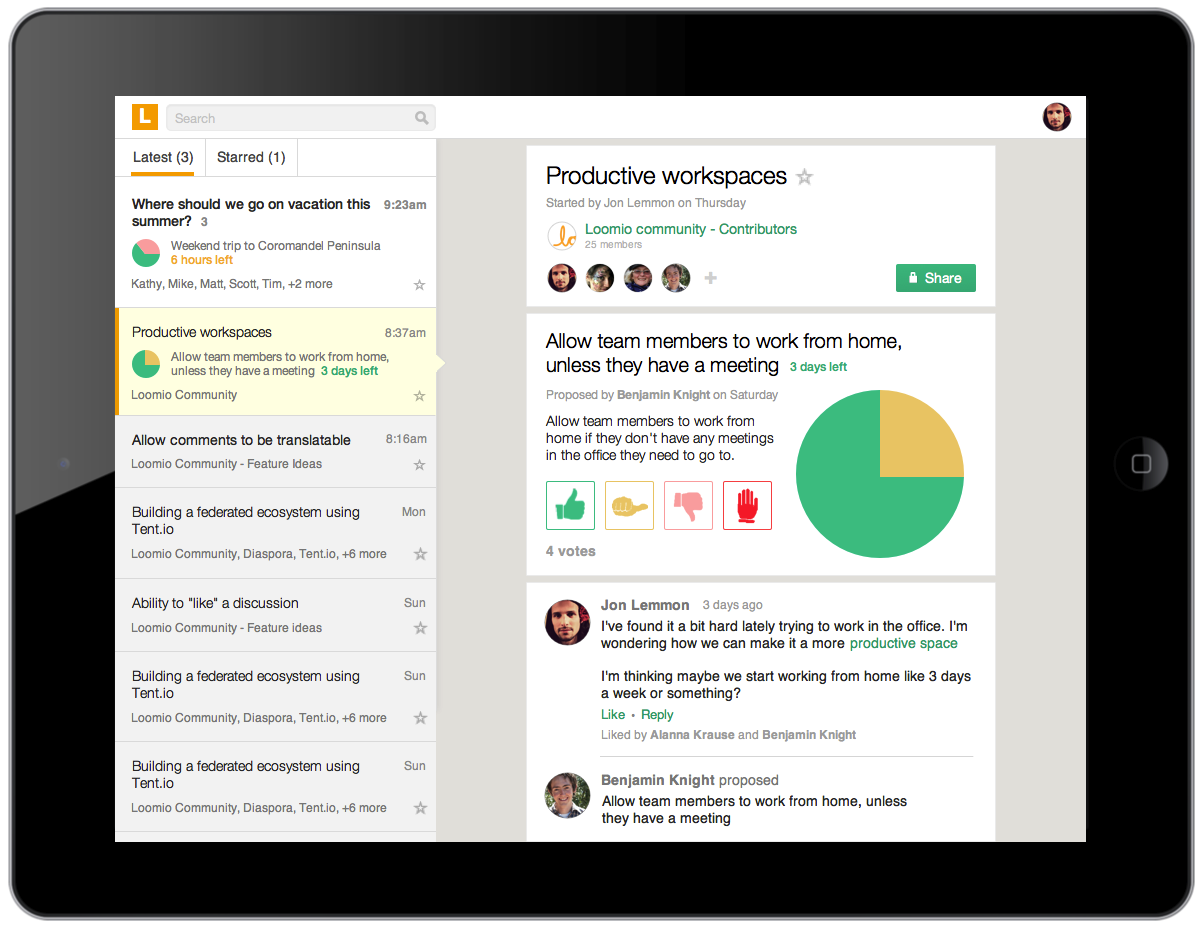 L
Search
Latest (3)
Starred (1)
Where should we go on vacation this
summer? 3
9:23am
Weekend trip to Coromandel Peninsula
6 hours left
Kathy, Mike, Matt, Scott, Tim, +2 more
Productive workspaces
8:37am
Allow team members to work from home,
unless they have a meeting 3 days left
Loomio Community
Allow comments to be translatable
8:16am
Loomio Community - Feature Ideas
Building a federated ecosystem using
Tent.io
Mon
Loomio Community, Diaspora, Tent.io, +6 more
Ability to "like" a discussion
Sun
Loomio Community - Feature ideas
Building a federated ecosystem using
Tent.io
Sun
Loomio Community, Diaspora, Tent.io, +6 more
Building a federated ecosystem using
Tent.io
Sun
Loomio Community, Diaspora, Tent.io, +6 more
Productive workspaces
Started by Jon Lemmon on Thursday
lo
Loomio community - Contributors
25 members
Share
Allow team members to work from home,
unless they have a meeting 3 days left
Proposed by Benjamin Knight on Saturday
Allow team members to work from
home if they don't have any meetings
in the office they need to go to.
4 votes
Jon Lemmon 3 days ago
I've found it a bit hard lately trying to work in the office. I'm
wondering how we can make it a more productive space
I'm thinking maybe we start working from home like 3 days
a week or something?
Like • Reply
Liked by Alanna Krause and Benjamin Knight
Benjamin Knight proposed
Allow team members to work from home, unless
they have a meeting